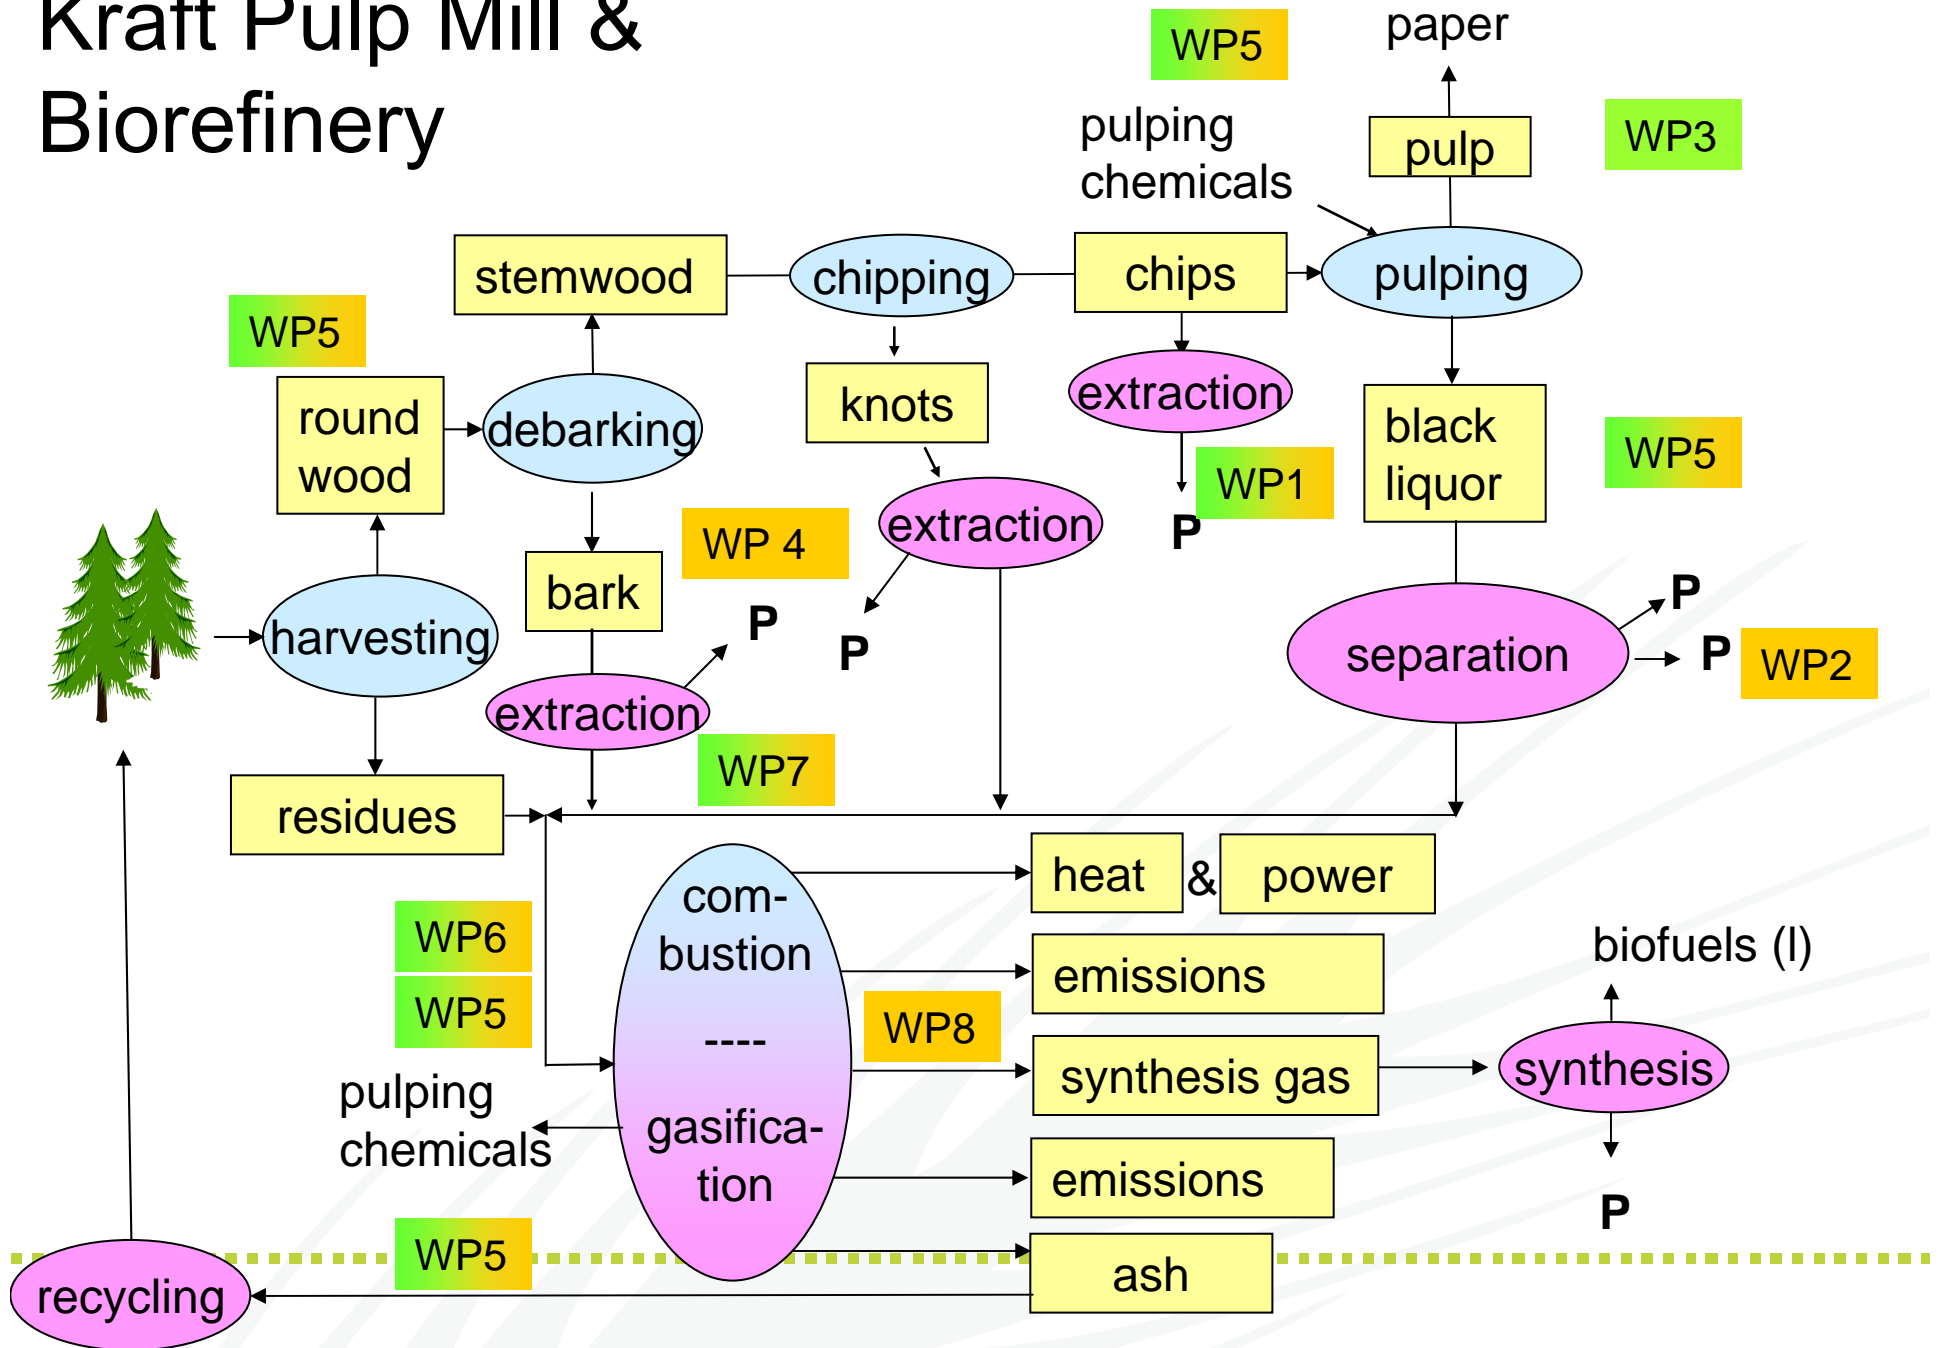 Kraft Pulp Mill &
Biorefinery
WP5
paper
pulping
chemicals
pulp
WP3
stemwood
chipping
chips
pulping
WP5
round
wood
debarking
knots
extraction
black
liquor
WP5
WP1
P
extraction
WP 4
bark
P
P
harvesting
extraction
separation
P
P
WP2
WP7
residues
com-
bustion
----
gasifica-
tion
heat
&
power
WP6
WP5
emissions
biofuels (l)
WP8
synthesis gas
synthesis
pulping
chemicals
emissions
P
WP5
ash
recycling